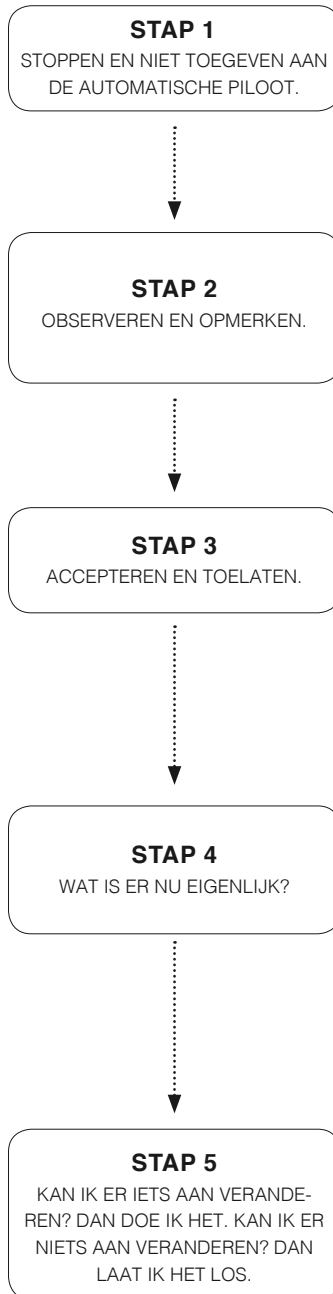 STAP 1
STOPPEN EN NIET TOEGEVEN AAN
DE AUTOMATISCHE PILOOT.
STAP 2
OBSERVEREN EN OPMERKEN.
STAP 3
ACCEPTEREN EN TOELATEN.
STAP 4
WAT IS ER NU EIGENLIJK?
STAP 5
KAN IK ER IETS AAN VERANDE-
REN? DAN DOE IK HET. KAN IK ER
NIETS AAN VERANDEREN? DAN
LAAT IK HET LOS.